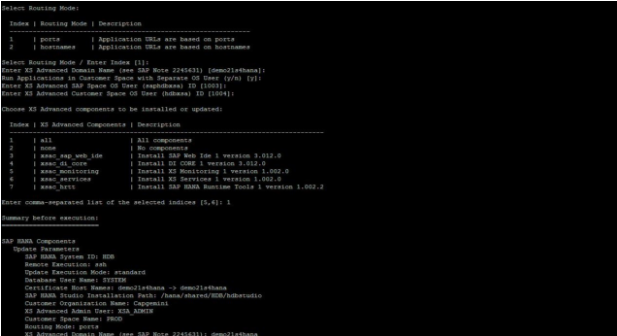 Select Routing Mode:
Index | Routing Mode | Description
1 | ports | Application URLs are based on ports
2 | hostnames | Application URLs are based on hostnames
Select Routing Mode / Enter Index [1]:
Enter XS Advanced Domain Name (see SAP Note 2245631) [demo21s4hana]:
Run Applications in Customer Space with Separate OS User (y/n) [y]:
Enter XS Advanced SAP Space OS User (saphdbxsa) ID [1003]:
Enter XS Advanced Customer Space OS User (hdbxsa) ID [1004]:
Choose XS Advanced components to be installed or updated:
Index | XS Advanced Components | Description
1 | all | All components
2 | none | No components
3 | xsac_sap_web_ide | Install SAP Web Ide 1 version 3.012.0
4 | xsac_di_core | Install DI CORE 1 version 3.012.0
5 | xsac_monitoring | Install XS Monitoring 1 version 1.002.0
6 | xsac_services | Install XS Services 1 version 1.002.0
7 | xsac_hrtt | Install SAP HANA Runtime Tools 1 version 1.002.2
Enter comma-separated list of the selected indices [5,6]: 1
Summary before execution:
=========================
SAP HANA Components
Update Parameters
SAP HANA System ID: HDB
Remote Execution: ssh
Update Execution Mode: standard
Database User Name: SYSTEM
Certificate Host Names: demo21s4hana -> demo21s4hana
SAP HANA Studio Installation Path: /hana/shared/HDB/hdbstudio
Customer Organization Name: Capgemini
XS Advanced Admin User: XSA_ADMIN
Customer Space Name: PROD
Routing Mode: ports
XS Advanced Domain Name (see SAP Note 2245631): demo21s4hana